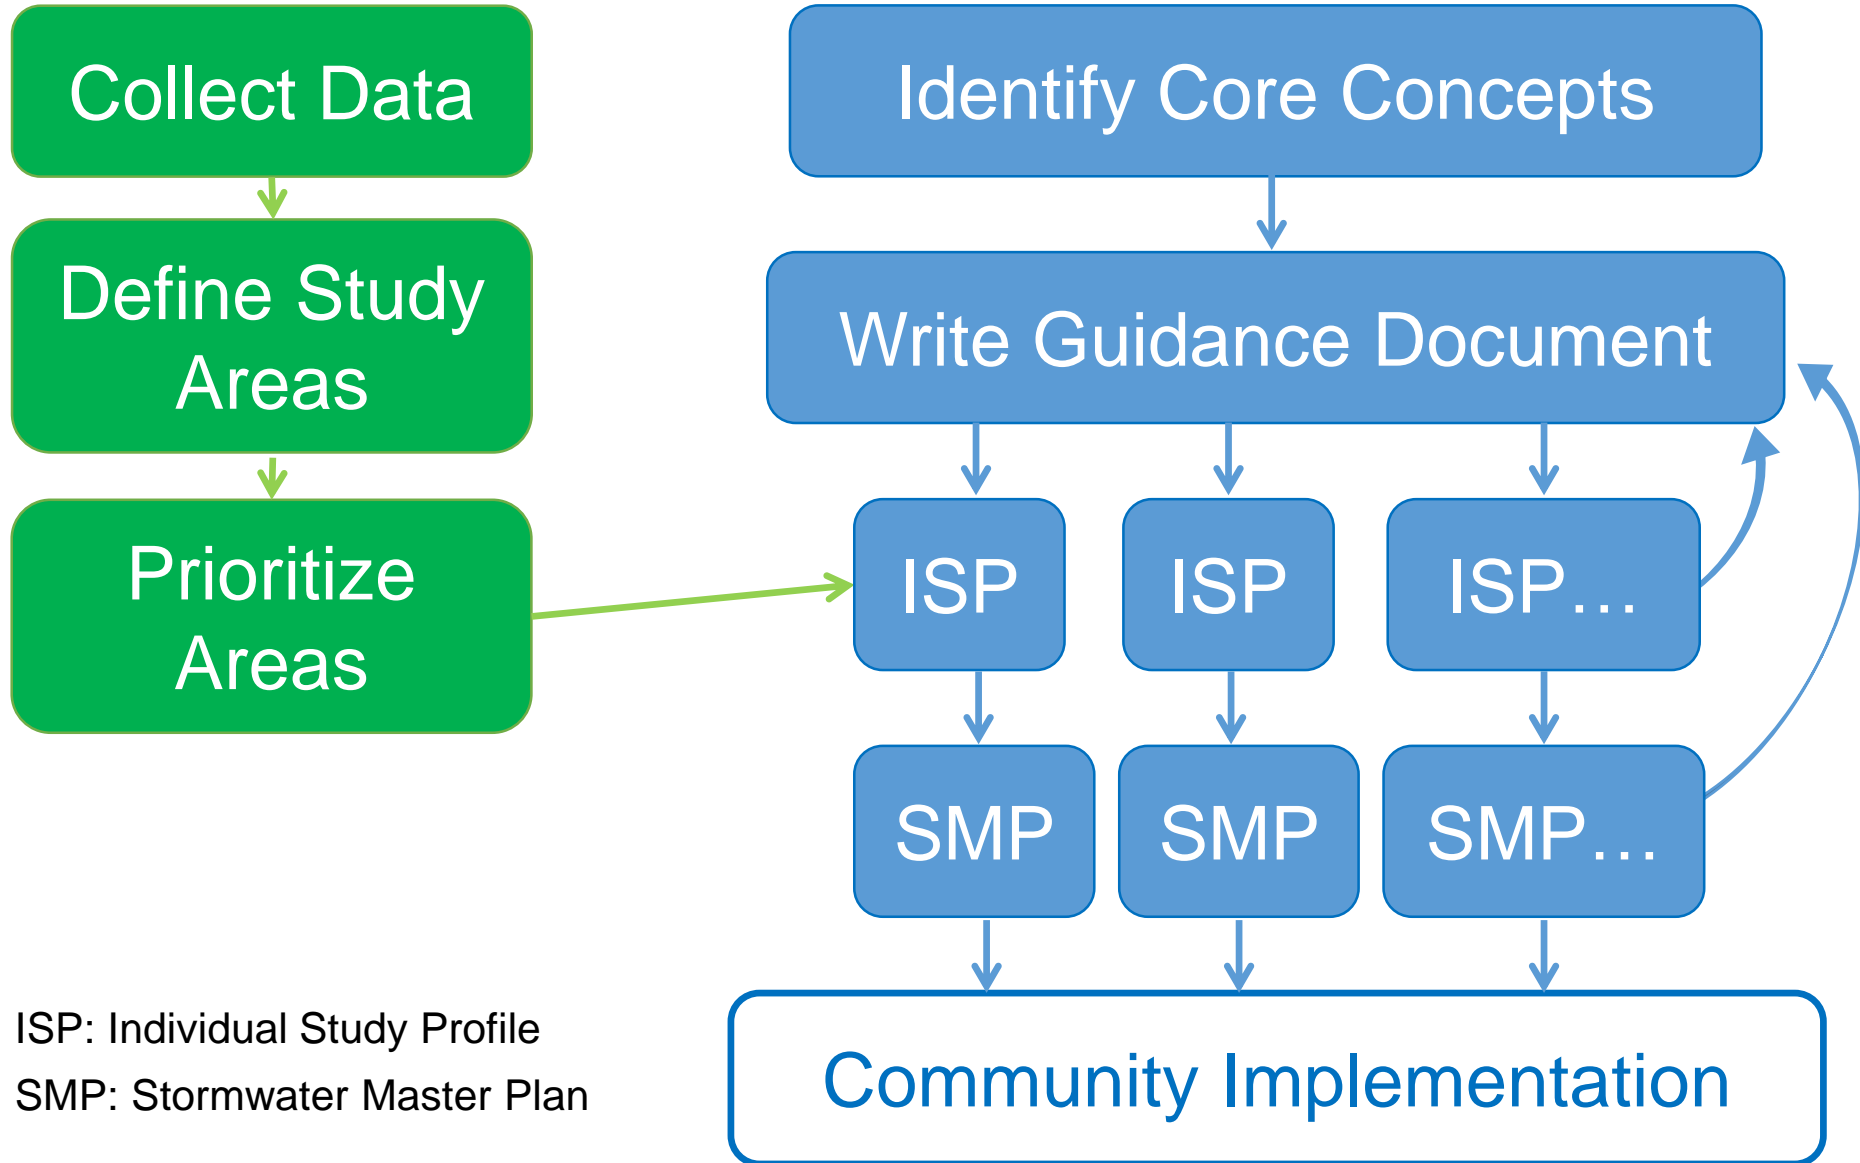 Collect Data
Define Study
Areas
Prioritize
Areas
Identify Core Concepts
Write Guidance Document
ISP
ISP
ISP…
SMP
SMP
SMP…
Community Implementation
ISP: Individual Study Profile
SMP: Stormwater Master Plan